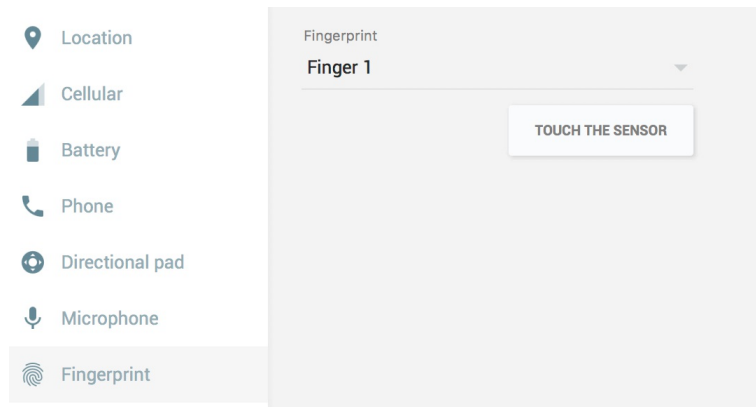 Location
Cellular
Battery
Phone
Directional pad
Microphone
Fingerprint
Fingerprint
Finger 1
TOUCH THE SENSOR